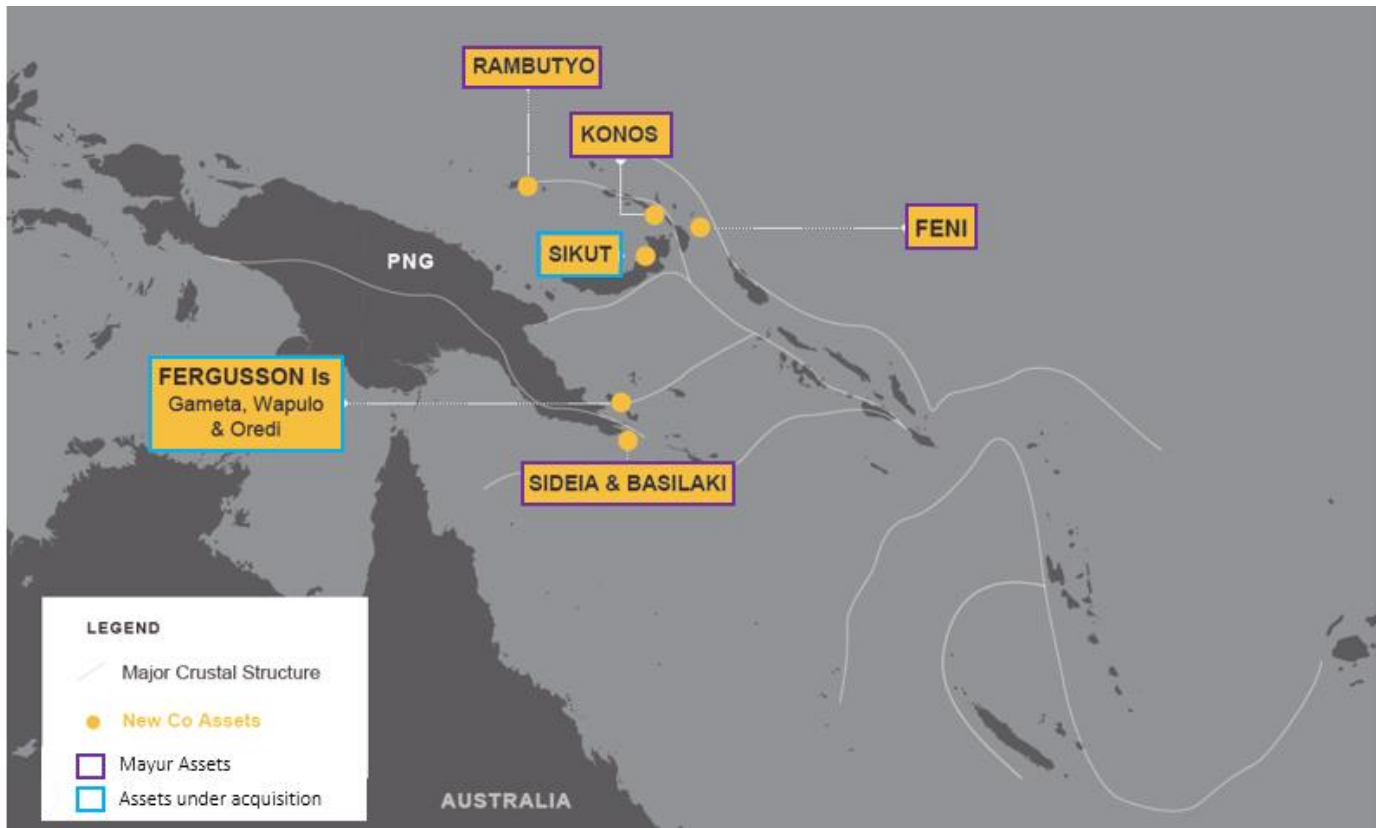 RAMBUTYO
KONOS
FENI
SIKUT
PNG
FERGUSSON Is
Gameta, Wapulo
& Oredi
SIDEIA & BASILAKI
LEGEND
Major Crustal Structure
New Co Assets
Mayur Assets
Assets under acquisition
AUSTRALIA